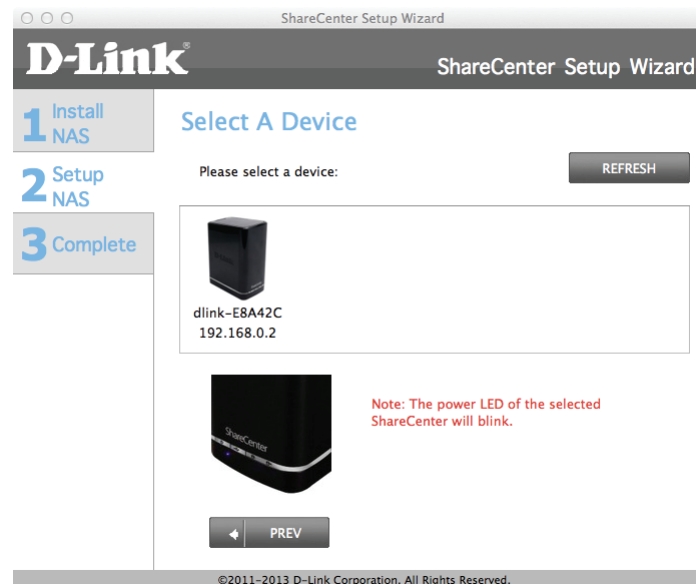 ShareCenter Setup Wizard
D-Link®
ShareCenter Setup Wizard
1 Install
NAS
2 Setup
NAS
3 Complete
Select A Device
Please select a device:
REFRESH
dlink-E8A42C
192.168.0.2
ShareCenter
Note: The power LED of the selected
ShareCenter will blink.
PREV
©2011-2013 D-Link Corporation. All Rights Reserved.